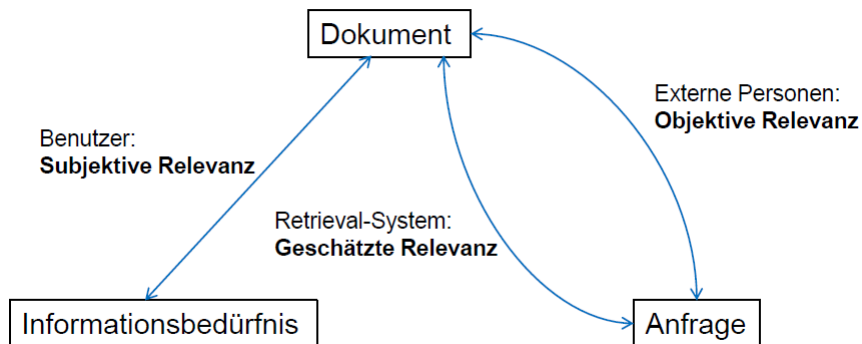 Dokument
Externe Personen:
Objektive Relevanz
Benutzer:
Subjektive Relevanz
Retrieval-System:
Geschätzte Relevanz
Informationsbedürfnis
Anfrage